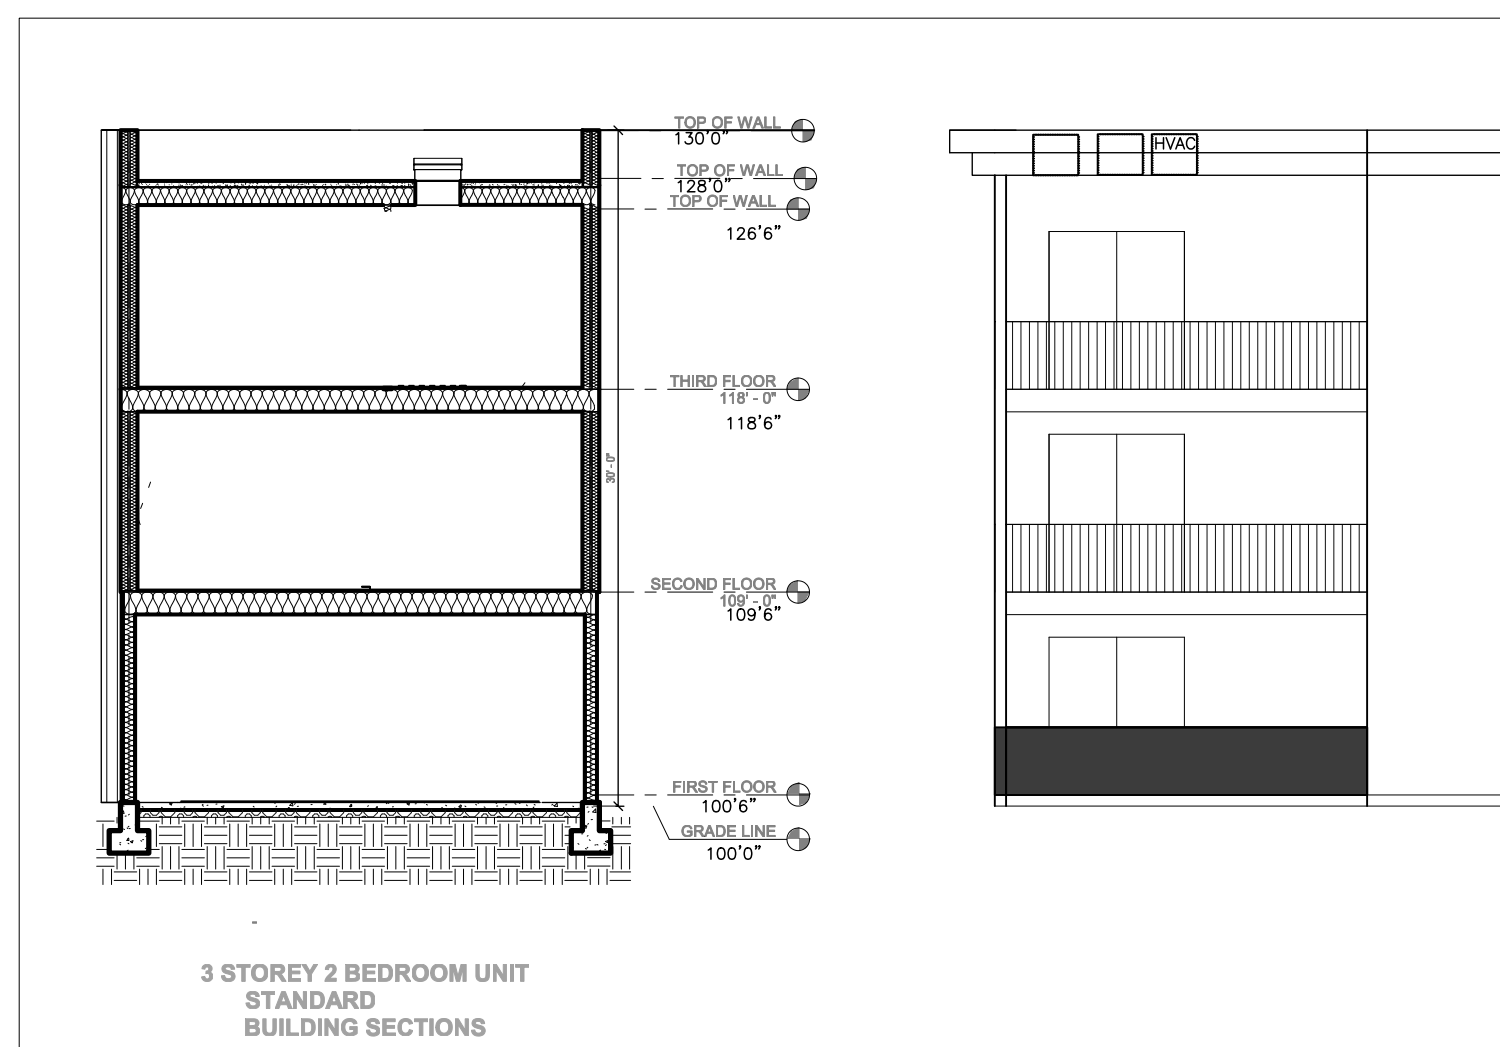 TOP OF WALL
130'0"
HVAC
TOP OF WALL
128'0"
TOP OF WALL
126'6"
THIRD FLOOR
118' - 0"
118'6"
30' - 0"
SECOND FLOOR
109' - 0"
109'6"
FIRST FLOOR
100'6"
GRADE LINE
100'0"
3 STOREY 2 BEDROOM UNIT
STANDARD
BUILDING SECTIONS